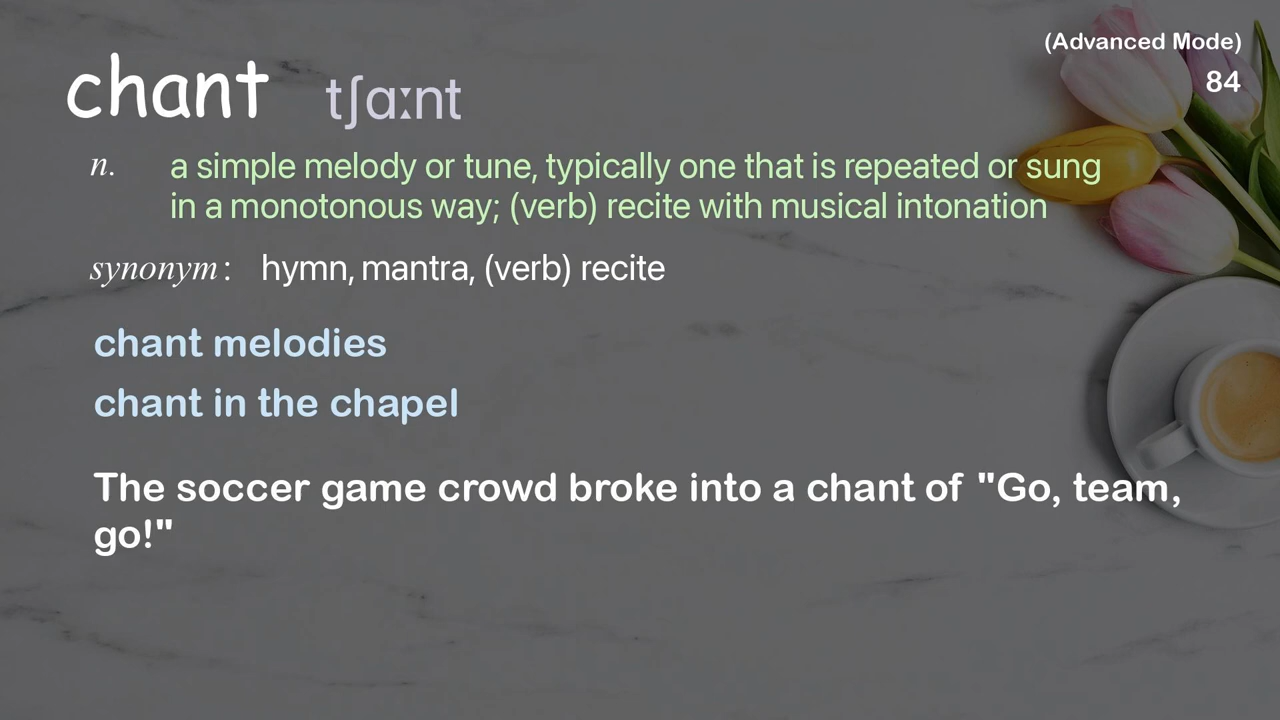 (Advanced Mode)
84
chant tʃɑːnt
n. a simple melody or tune, typically one that is repeated or sung
in a monotonous way; (verb) recite with musical intonation
synonym: hymn, mantra, (verb) recite
chant melodies
chant in the chapel
The soccer game crowd broke into a chant of "Go, team,
go!"